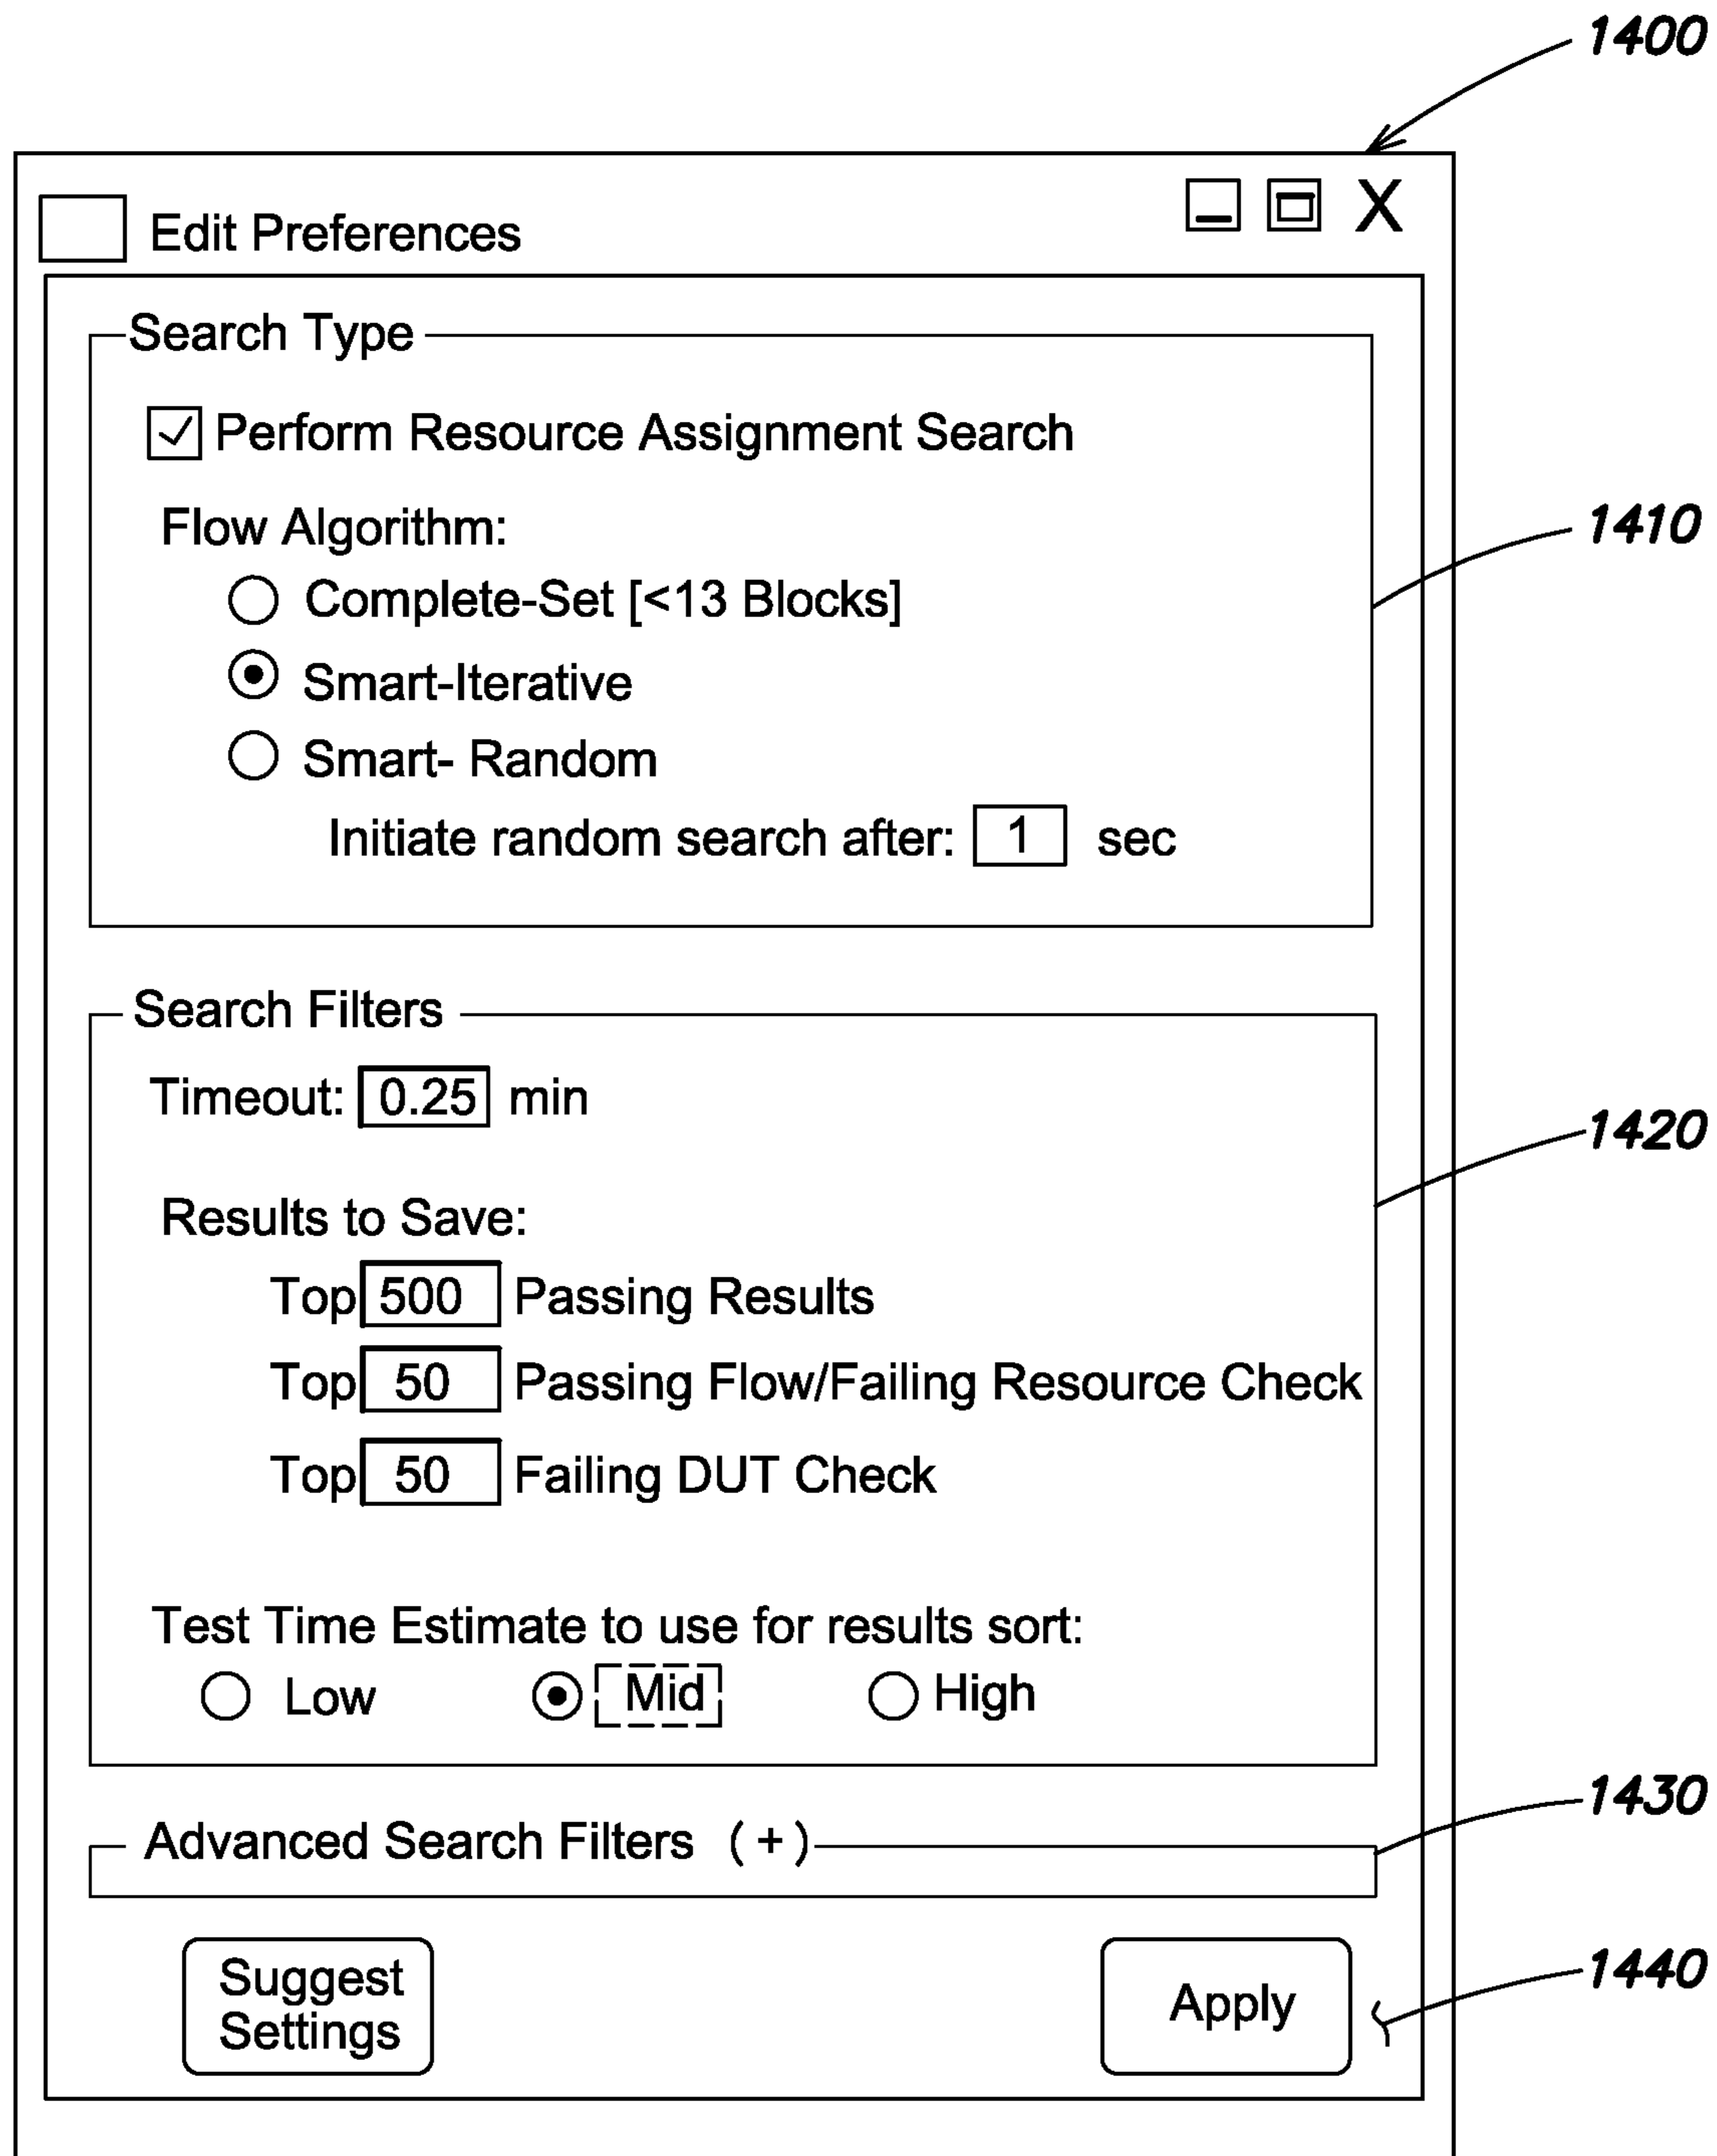 1400
Edit Preferences
Search Type
Perform Resource Assignment Search
Flow Algorithm:
1410
Complete-Set [<13 Blocks]
Smart-Iterative
Smart- Random
Initiate random search after: 1 sec
Search Filters
Timeout: 0.25 min
1420
Results to Save:
Top 500 Passing Results
Top 50 Passing Flow/Failing Resource Check
Top 50 Failing DUT Check
Test Time Estimate to use for results sort:
Low Mid High
1430
Advanced Search Filters (+)
Suggest
Settings
Apply
1440